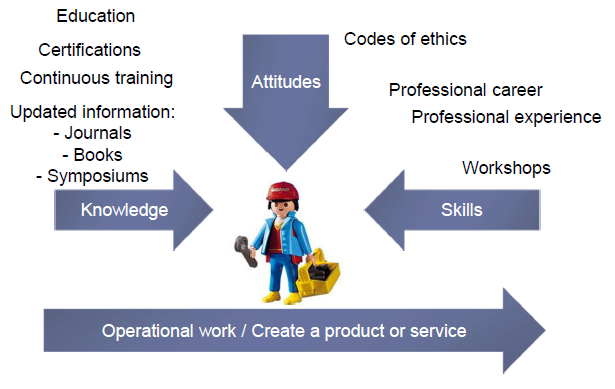 Education
Certifications
Continuous training
Updated information:
- Journals
- Books
- Symposiums
Knowledge
Attitudes
Codes of ethics
Professional career
Professional experience
Workshops
Skills
Operational work / Create a product or service